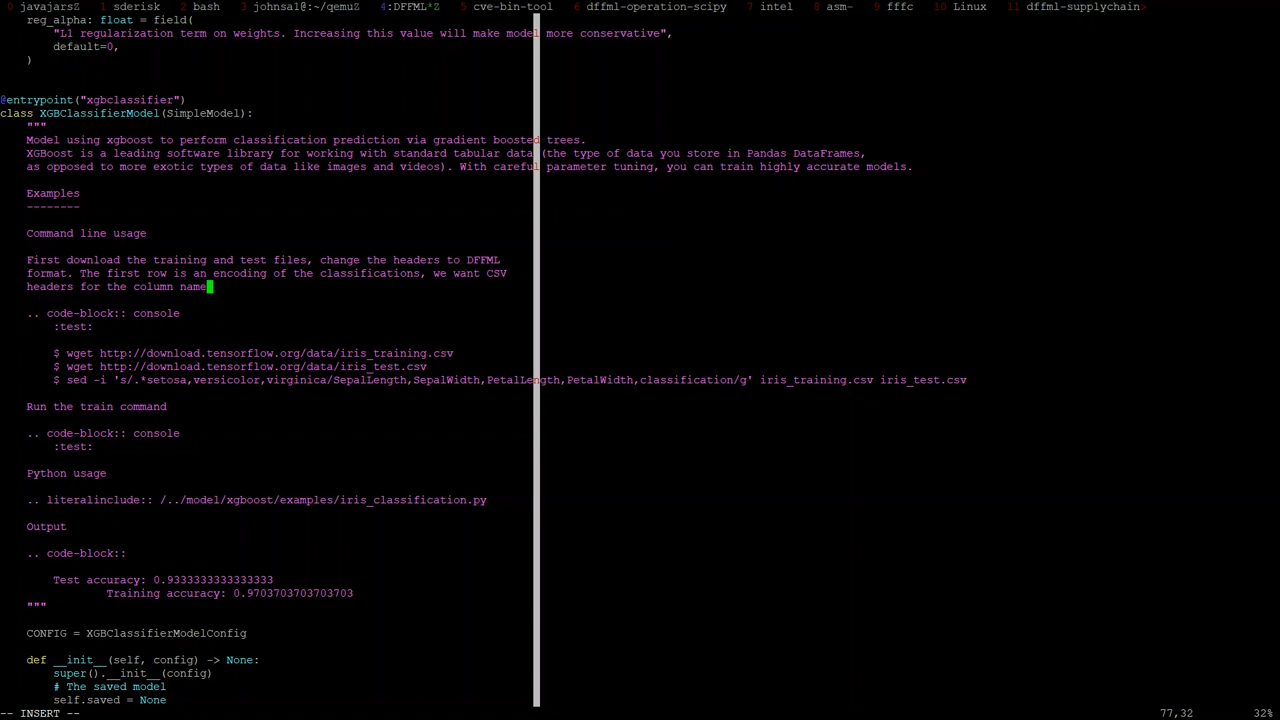 0 javajarsZ 1 sderisk 2 bash 3 johnsal@:~/qemuZ 4:DFFML*Z 5 cve-bin-tool 6 dffml-operation-scipy 7 intel 8 asm- 9 fffc 10 Linux 11 dffml-supplychain>
reg_alpha: float = field(
"L1 regularization term on weights. Increasing this value will make model more conservative",
default=0,
)
@entrypoint("xgbclassifier")
class XGBClassifierModel(SimpleModel):
"""
Model using xgboost to perform classification prediction via gradient boosted trees.
XGBoost is a leading software library for working with standard tabular data (the type of data you store in Pandas DataFrames,
as opposed to more exotic types of data like images and videos). With careful parameter tuning, you can train highly accurate models.
Examples
--------
Command line usage
First download the training and test files, change the headers to DFFML
format. The first row is an encoding of the classifications, we want CSV
headers for the column name
.. code-block:: console
:test:
$ wget http://download.tensorflow.org/data/iris_training.csv
$ wget http://download.tensorflow.org/data/iris_test.csv
$ sed -i 's/.*setosa,versicolor,virginica/SepalLength,SepalWidth,PetalLength,PetalWidth,classification/g' iris_training.csv iris_test.csv
Run the train command
.. code-block:: console
:test:
Python usage
.. literalinclude:: /../model/xgboost/examples/iris_classification.py
Output
.. code-block::
Test accuracy: 0.9333333333333333
Training accuracy: 0.9703703703703703
"""
CONFIG = XGBClassifierModelConfig
def __init__(self, config) -> None:
super().__init__(config)
# The saved model
self.saved = None
-- INSERT -- 77,32 32%